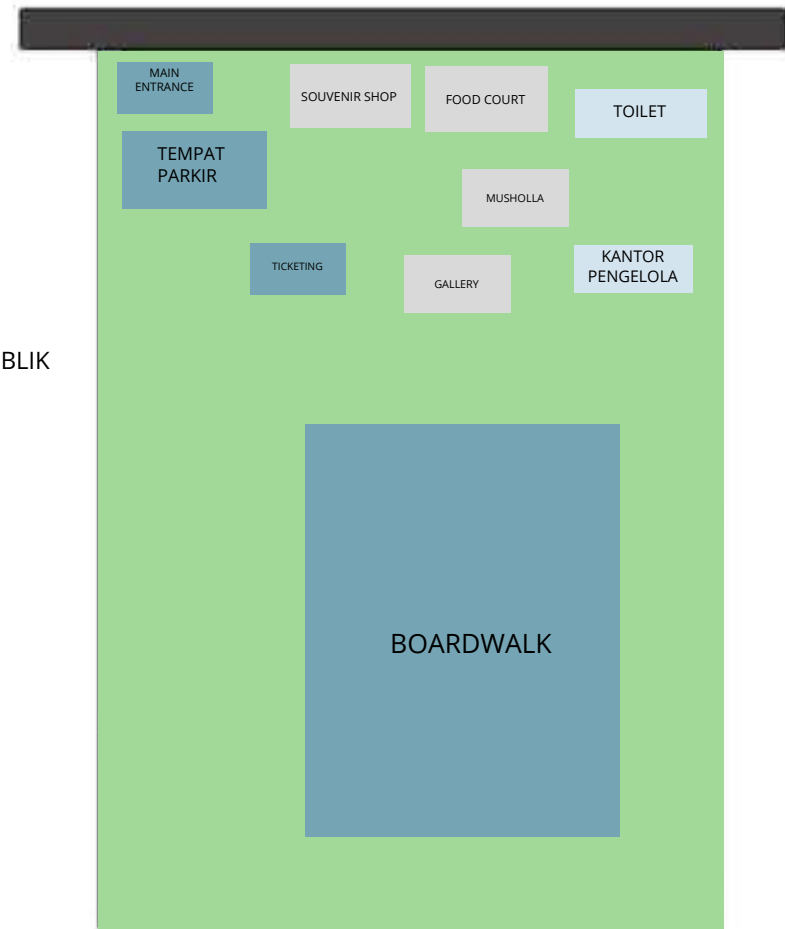 MAIN
ENTRANCE
SOUVENIR SHOP
FOOD COURT
TOILET
TEMPAT
PARKIR
MUSHOLLA
TICKETING
GALLERY
KANTOR
PENGELOLA
BLIK
BOARDWALK